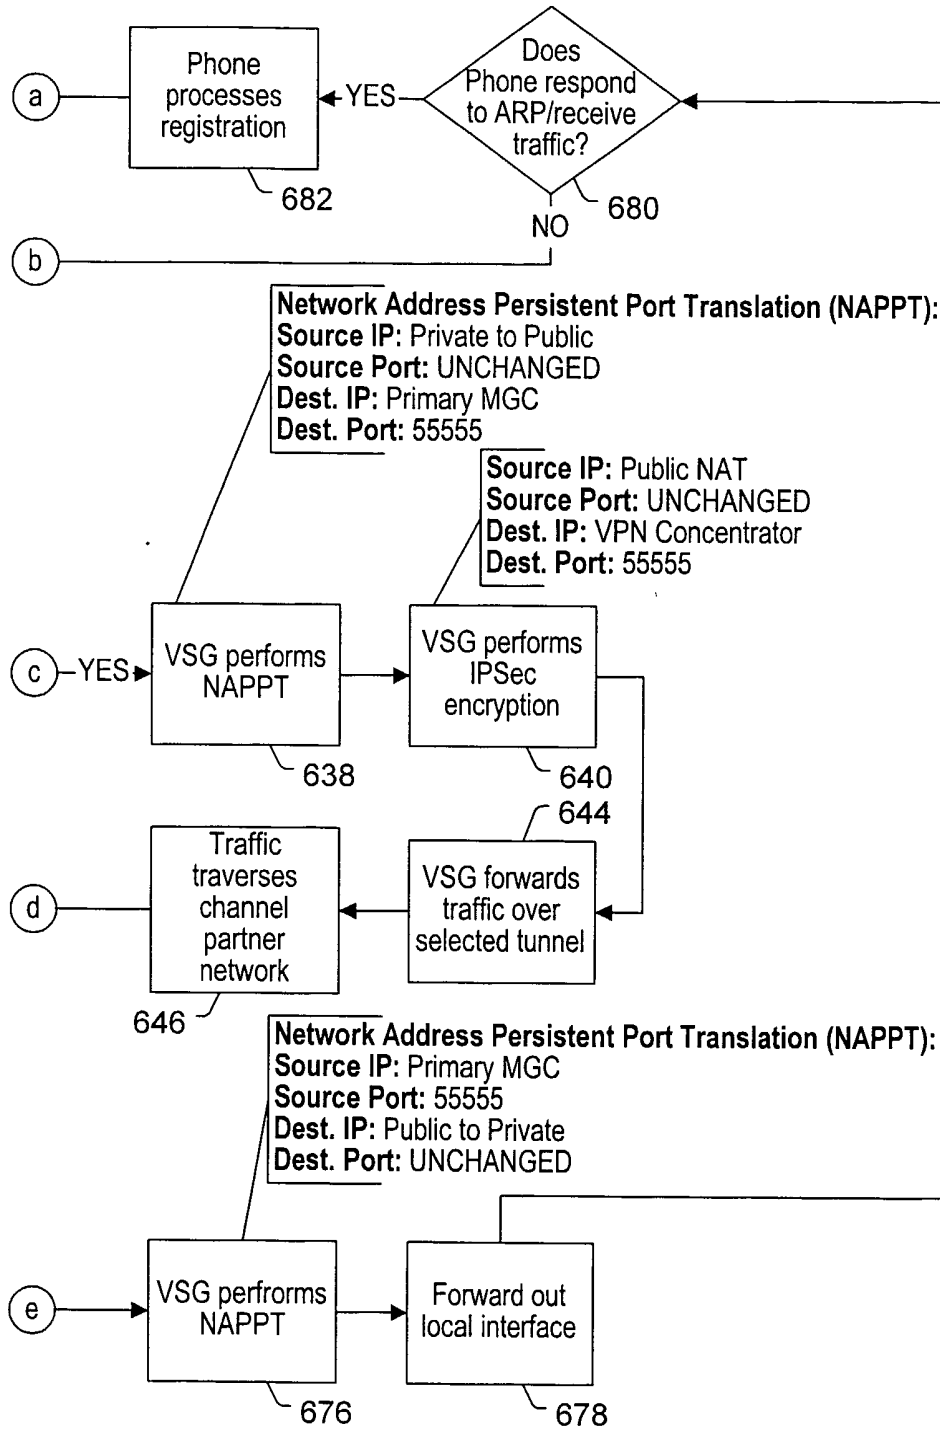 a
Phone
processes
registration
682
YES
Does
Phone respond
to ARP/receive
traffic?
680
NO
b
Network Address Persistent Port Translation (NAPPT):
Source IP: Private to Public
Source Port: UNCHANGED
Dest. IP: Primary MGC
Dest. Port: 55555
Source IP: Public NAT
Source Port: UNCHANGED
Dest. IP: VPN Concentrator
Dest. Port: 55555
c
YES
VSG performs
NAPPT
638
VSG performs
IPSec
encryption
640
644
VSG forwards
traffic over
selected tunnel
Traffic
traverses
channel
partner
network
646
d
Network Address Persistent Port Translation (NAPPT):
Source IP: Primary MGC
Source Port: 55555
Dest. IP: Public to Private
Dest. Port: UNCHANGED
e
VSG perfroms
NAPPT
676
Forward out
local interface
678